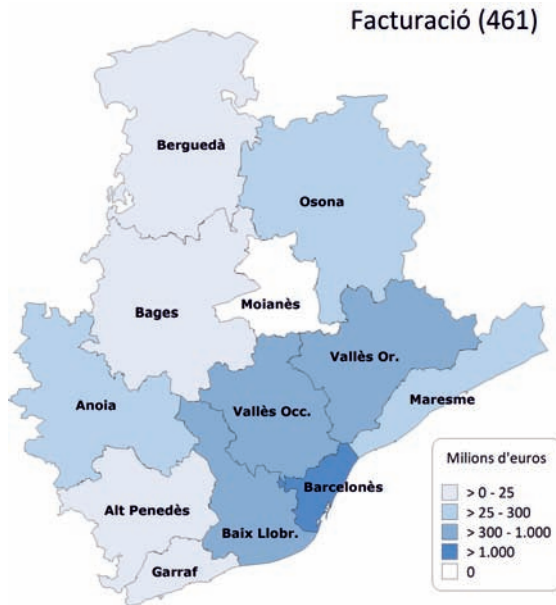 Facturació (461)
Berguedà
Osona
Moianès
Bages
Vallès Or.
Anoia
Vallès Occ.
Maresme
Barcelonès
Alt Penedès
Baix Llobr.
Garraf
Milions d'euros
> 0 - 25
> 25 - 300
> 300 - 1.000
> 1.000
0